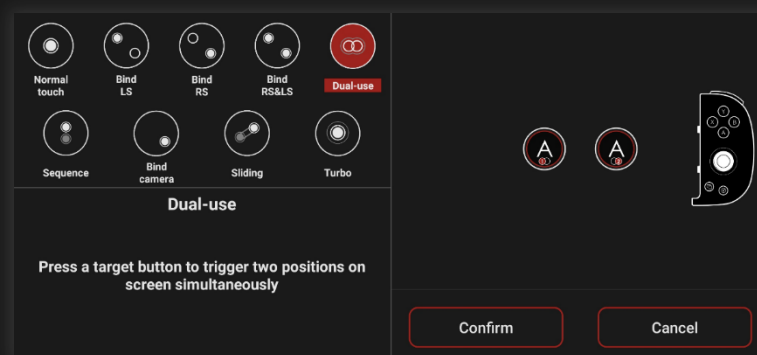 Normal
touch
Bind
LS
Bind
RS
Bind
RS&LS
Dual-use
Sequence
Bind
camera
Sliding
Turbo
Dual-use
Press a target button to trigger two positions on
screen simultaneously
A
A
Y
X
B
A
Confirm
Cancel